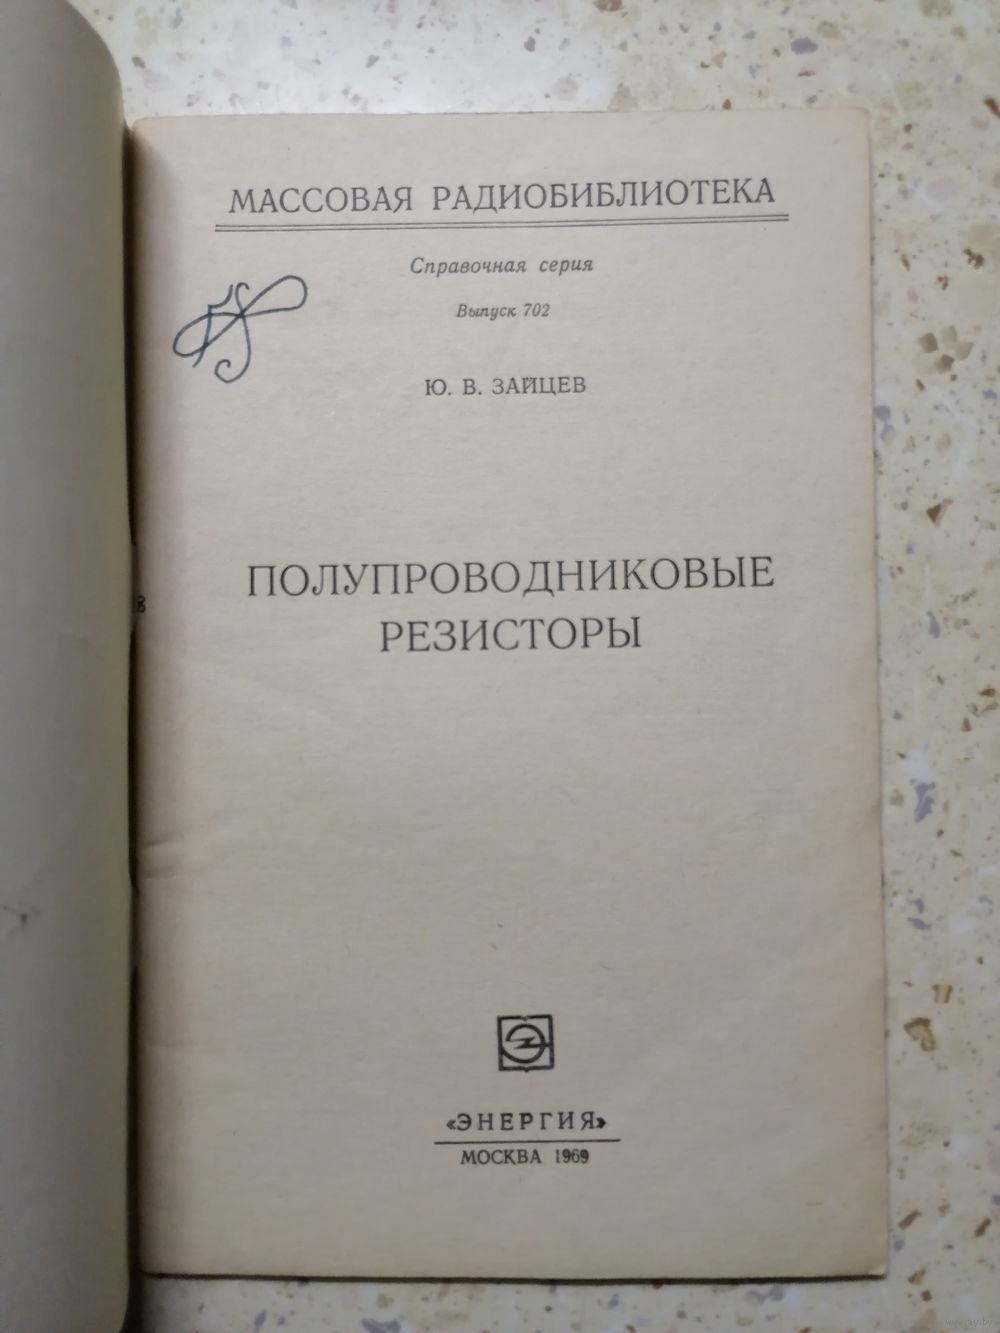 МАССОВАЯ РАДИОБИБЛИОТЕКА
Справочная серия
Выпуск 702
Ю. В. ЗАЙЦЕВ
ПОЛУПРОВОДНИКОВЫЕ
РЕЗИСТОРЫ
«ЭНЕРГИЯ»
МОСКВА 1969